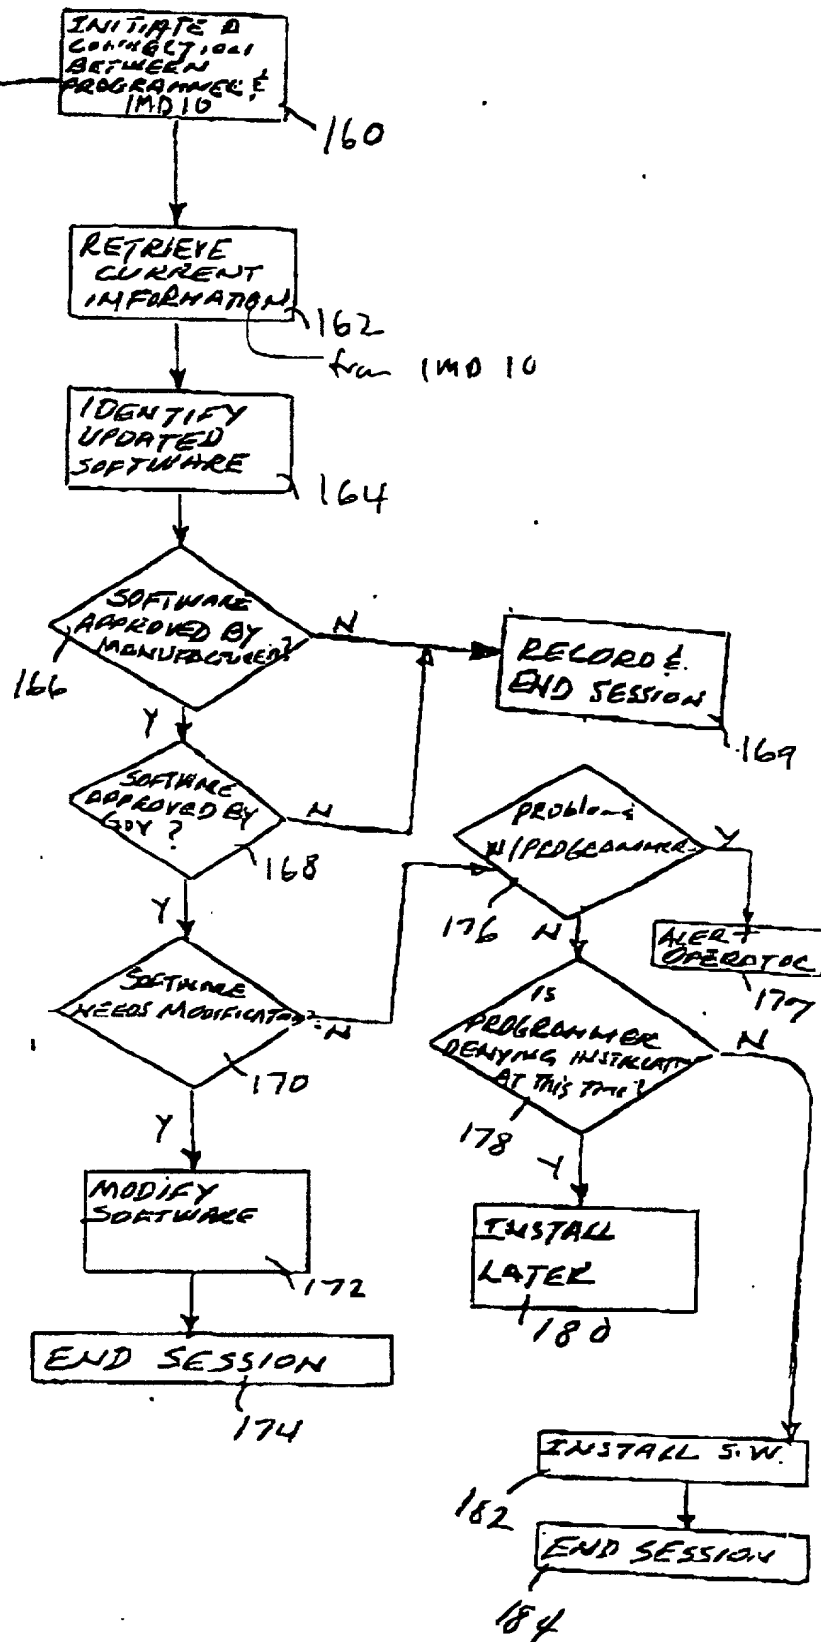 INITIATE A
CONNECTION
BETWEEN
PROGRAMMER &
IMD 10
160
RETRIEVE
CURRENT
INFORMATION
162
from IMD 10
IDENTIFY
UPDATED
SOFTWARE
164
SOFTWARE
APPROVED BY
MANUFACTURER?
N
166
RECORD &
END SESSION
169
Y
SOFTWARE
APPROVED BY
GOV ?
N
168
PROBLEMS
W/PROGRAMMER
Y
176
N
ALERT
OPERATOR
177
Y
SOFTWARE
NEEDS MODIFICATION?
N
170
IS
PROGRAMMER
DENYING INSTALLATION
AT THIS TIME?
N
178
Y
Y
MODIFY
SOFTWARE
172
INSTALL
LATER
180
END SESSION
174
INSTALL S.W.
182
END SESSION
184